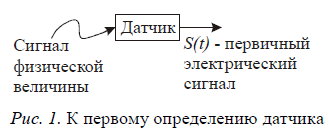 Датчик
Сигнал
физической
величины
S(t) - первичный
электрический
сигнал
Рис. 1. К первому определению датчика